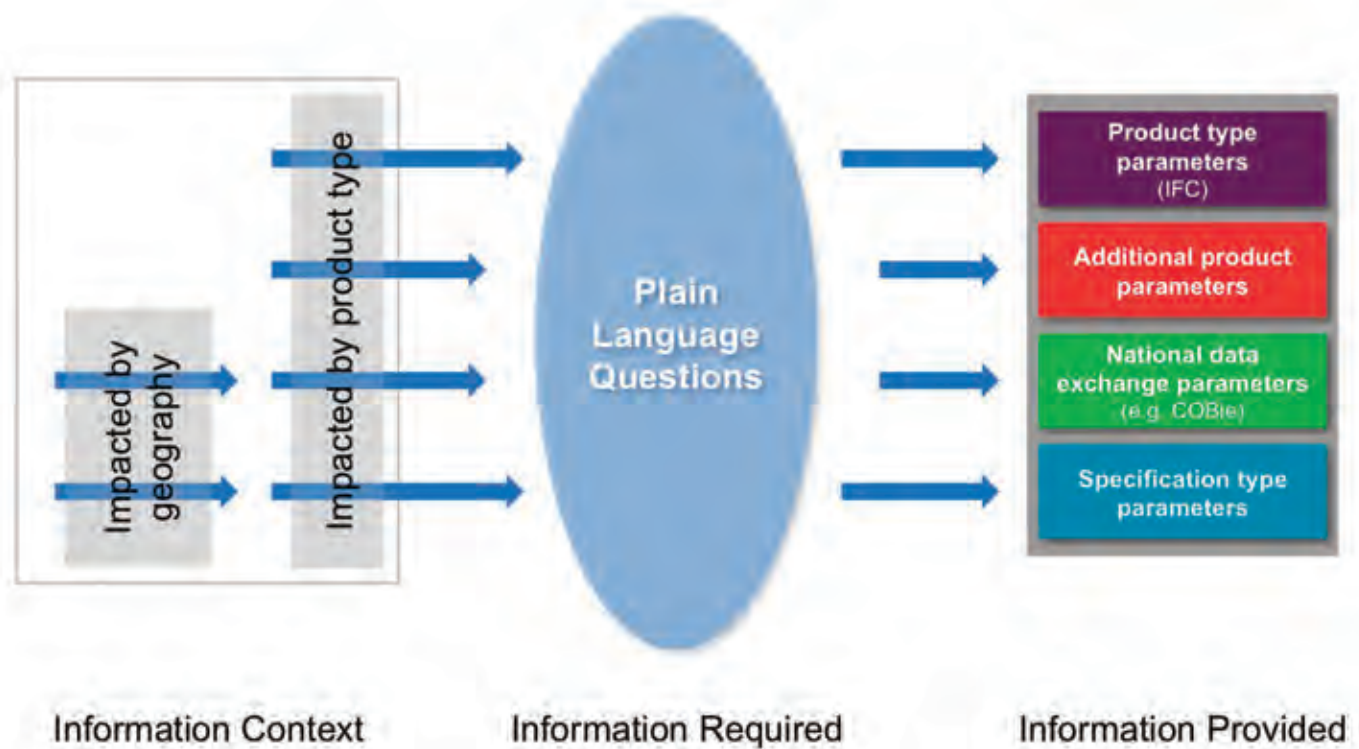 Impacted by
geography
Impacted by product type
Plain
Language
Questions
Product type
parameters
(IFC)
Additional product
parameters
National data
exchange parameters
(e.g. COBie)
Specification type
parameters
Information Context
Information Required
Information Provided